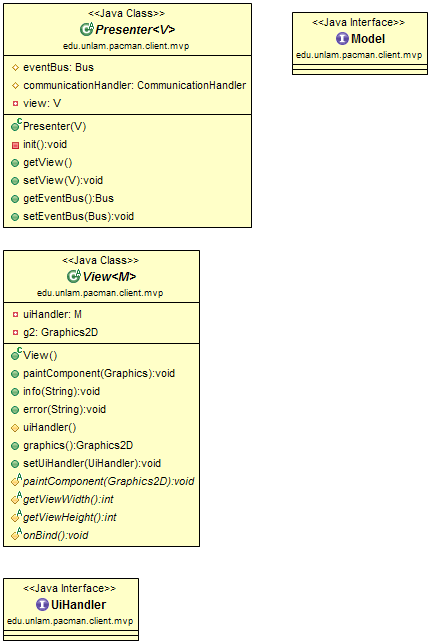 <<Java Class>>
Presenter<V>
edu.unlam.pacman.client.mvp
eventBus: Bus
communicationHandler: CommunicationHandler
view: V
Presenter(V)
init():void
getView()
setView(V):void
getEventBus():Bus
setEventBus(Bus):void
<<Java Interface>>
Model
edu.unlam.pacman.client.mvp
<<Java Class>>
View<M>
edu.unlam.pacman.client.mvp
uiHandler: M
g2: Graphics2D
View()
paintComponent(Graphics):void
info(String):void
error(String):void
uiHandler()
graphics():Graphics2D
setUiHandler(UiHandler):void
paintComponent(Graphics2D):void
getViewWidth():int
getViewHeight():int
onBind():void
<<Java Interface>>
UiHandler
edu.unlam.pacman.client.mvp